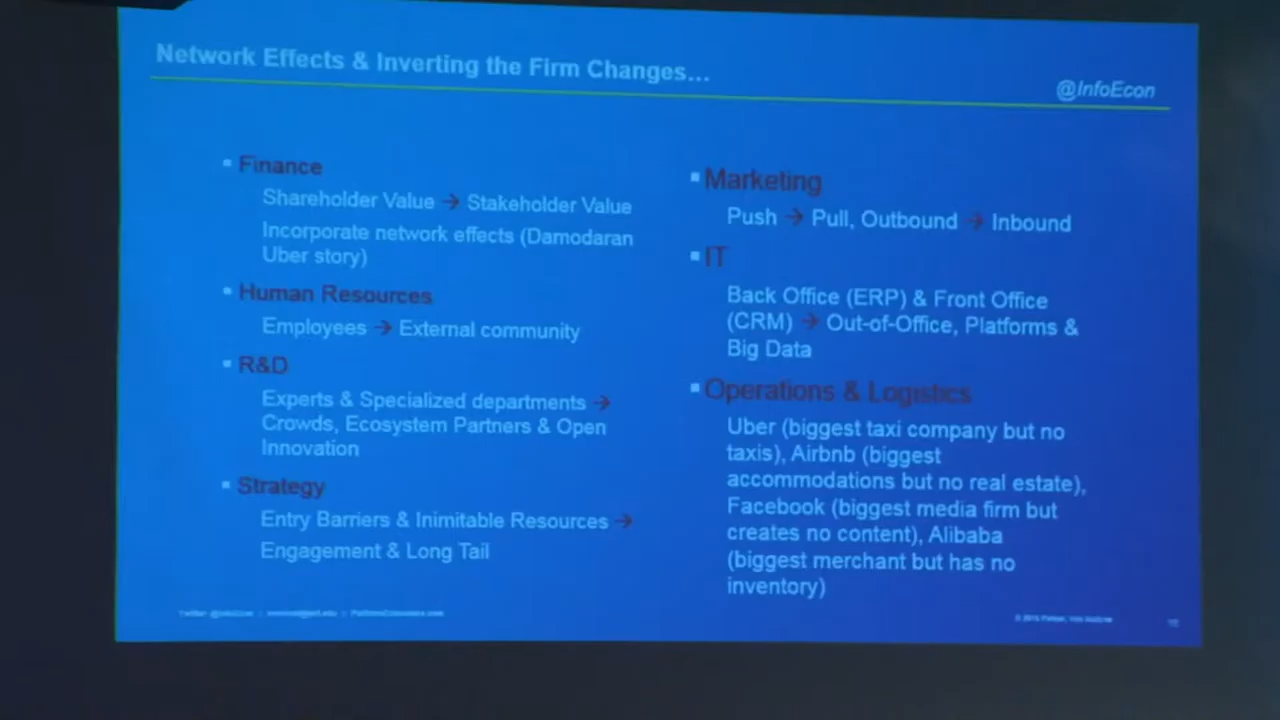 Network Effects & Inverting the Firm Changes...
@InfoEcon
▪ Finance
Shareholder Value → Stakeholder Value
Incorporate network effects (Damodaran
Uber story)
▪ Human Resources
Employees → External community
▪ R&D
Experts & Specialized departments →
Crowds, Ecosystem Partners & Open
Innovation
▪ Strategy
Entry Barriers & Inimitable Resources →
Engagement & Long Tail
▪ Marketing
Push → Pull, Outbound → Inbound
▪ IT
Back Office (ERP) & Front Office
(CRM) → Out-of-Office, Platforms &
Big Data
▪ Operations & Logistics
Uber (biggest taxi company but no
taxis), Airbnb (biggest
accommodations but no real estate),
Facebook (biggest media firm but
creates no content), Alibaba
(biggest merchant but has no
inventory)
Twitter: @InfoEcon